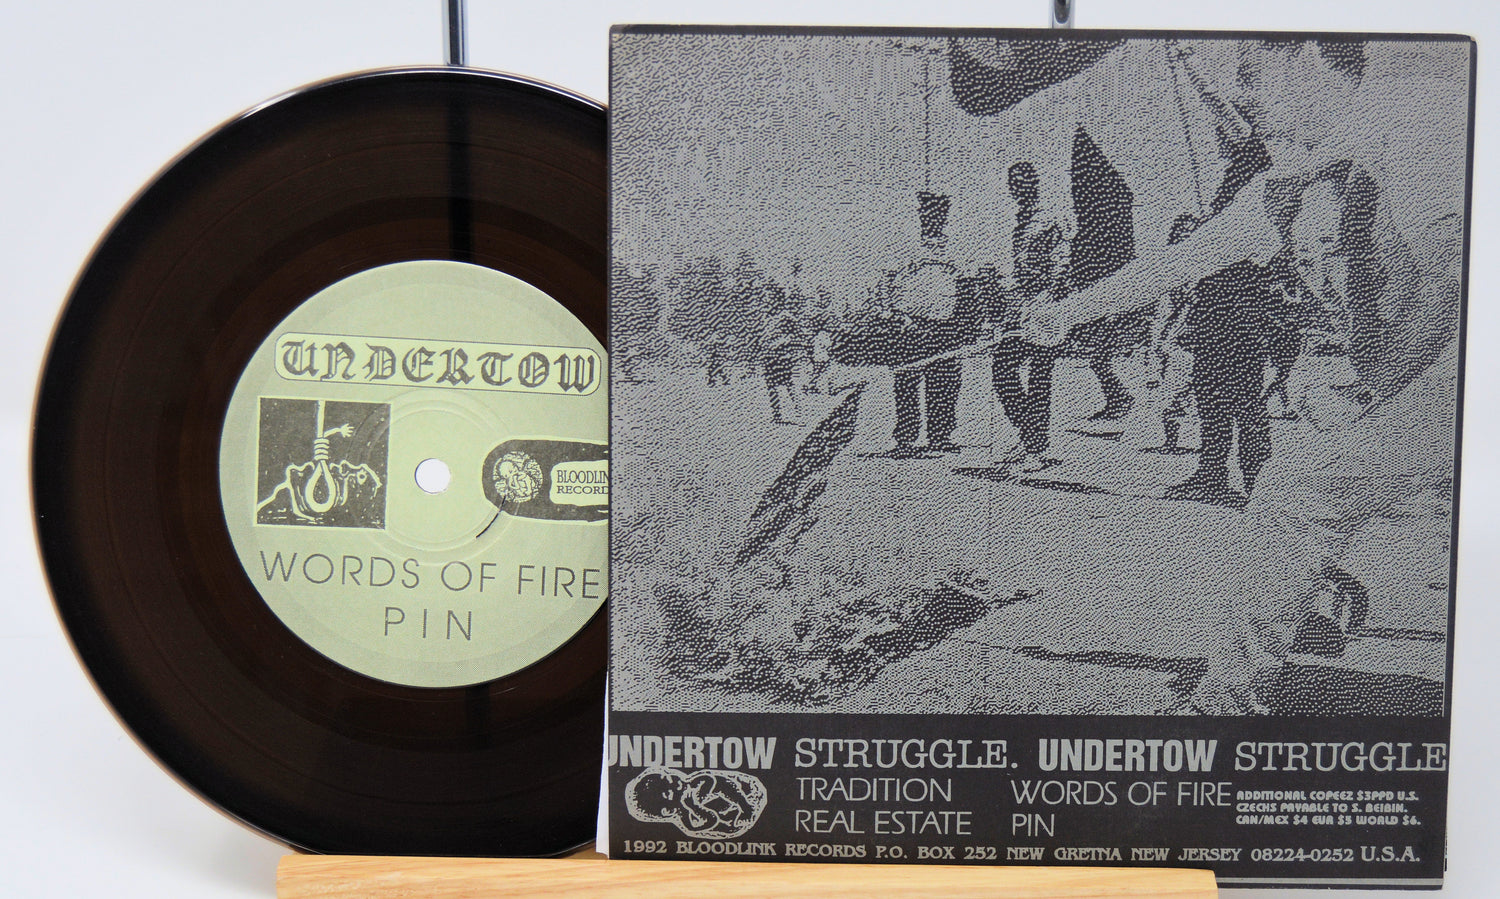 UNDERTOW
BLOODLINK
RECORD
WORDS OF FIRE
PIN
UNDERTOW STRUGGLE. UNDERTOW STRUGGLE
TRADITION WORDS OF FIRE
REAL ESTATE PIN
ADDITIONAL COPEEZ $3PPD U.S.
CZECHS PAYABLE TO S. BEIBIN.
CAN/MEX $4 EUR $5 WORLD $6.
1992 BLOODLINK RECORDS P.O. BOX 252 NEW GRETNA NEW JERSEY 08224-0252 U.S.A.